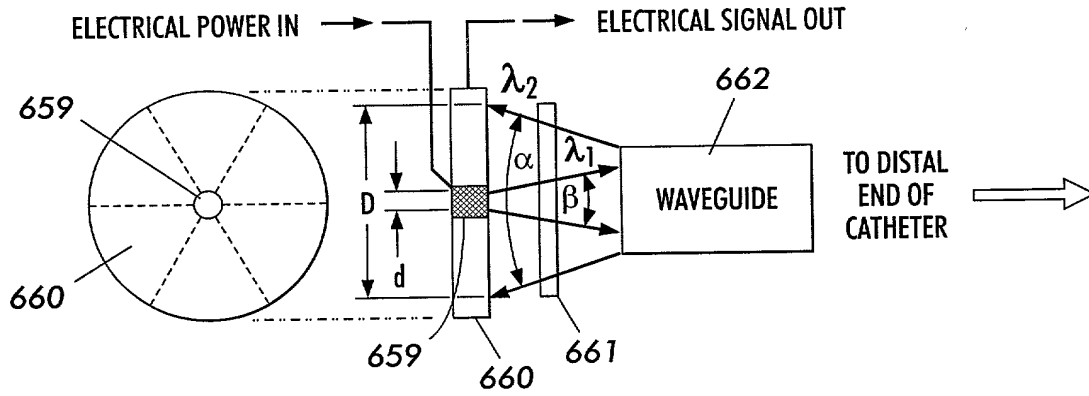 ELECTRICAL POWER IN
ELECTRICAL SIGNAL OUT
659
660
D
d
659
660
λ2
α
λ1
β
661
662
WAVEGUIDE
TO DISTAL
END OF
CATHETER